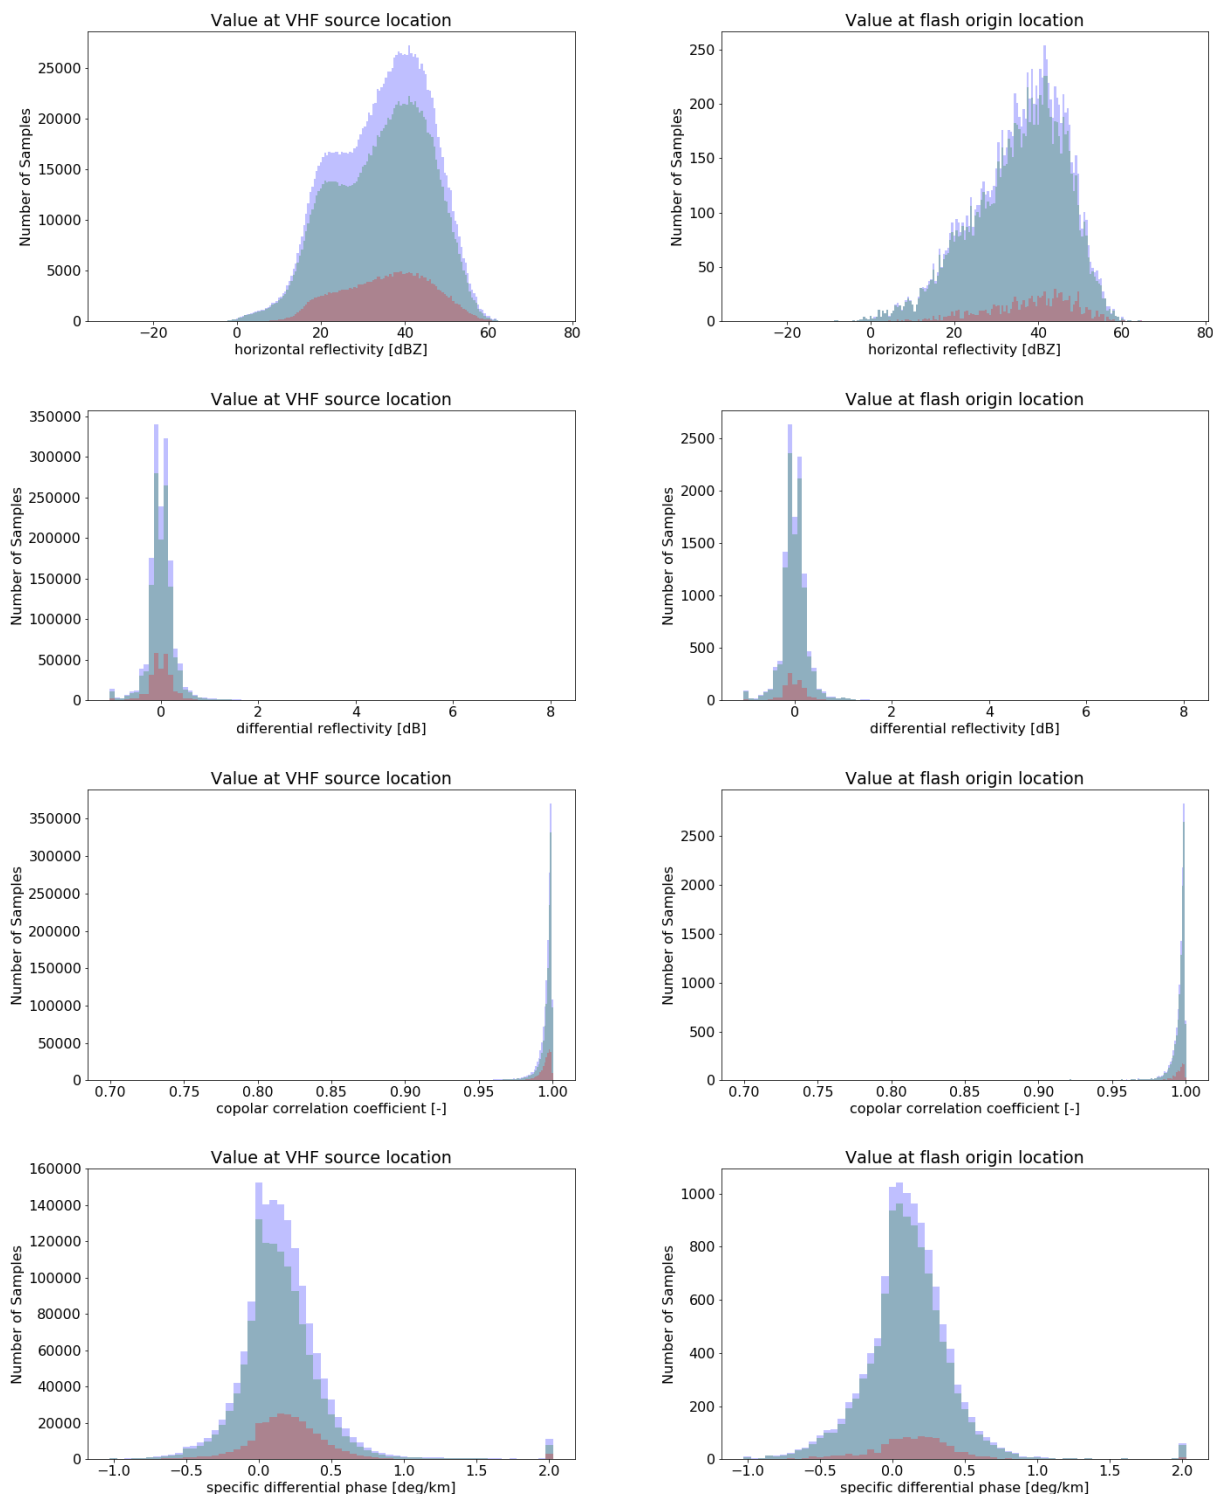 Value at VHF source location
Number of Samples
25000
20000
15000
10000
5000
0
−20 0 20 40 60 80
horizontal reflectivity [dBZ]
Value at flash origin location
Number of Samples
250
200
150
100
50
0
−20 0 20 40 60 80
horizontal reflectivity [dBZ]
Value at VHF source location
Number of Samples
350000
300000
250000
200000
150000
100000
50000
0
0 2 4 6 8
differential reflectivity [dB]
Value at flash origin location
Number of Samples
2500
2000
1500
1000
500
0
0 2 4 6 8
differential reflectivity [dB]
Value at VHF source location
Number of Samples
350000
300000
250000
200000
150000
100000
50000
0
0.70 0.75 0.80 0.85 0.90 0.95 1.00
copolar correlation coefficient [-]
Value at flash origin location
Number of Samples
2500
2000
1500
1000
500
0
0.70 0.75 0.80 0.85 0.90 0.95 1.00
copolar correlation coefficient [-]
Value at VHF source location
Number of Samples
160000
140000
120000
100000
80000
60000
40000
20000
0
−1.0 −0.5 0.0 0.5 1.0 1.5 2.0
specific differential phase [deg/km]
Value at flash origin location
Number of Samples
1000
800
600
400
200
0
−1.0 −0.5 0.0 0.5 1.0 1.5 2.0
specific differential phase [deg/km]